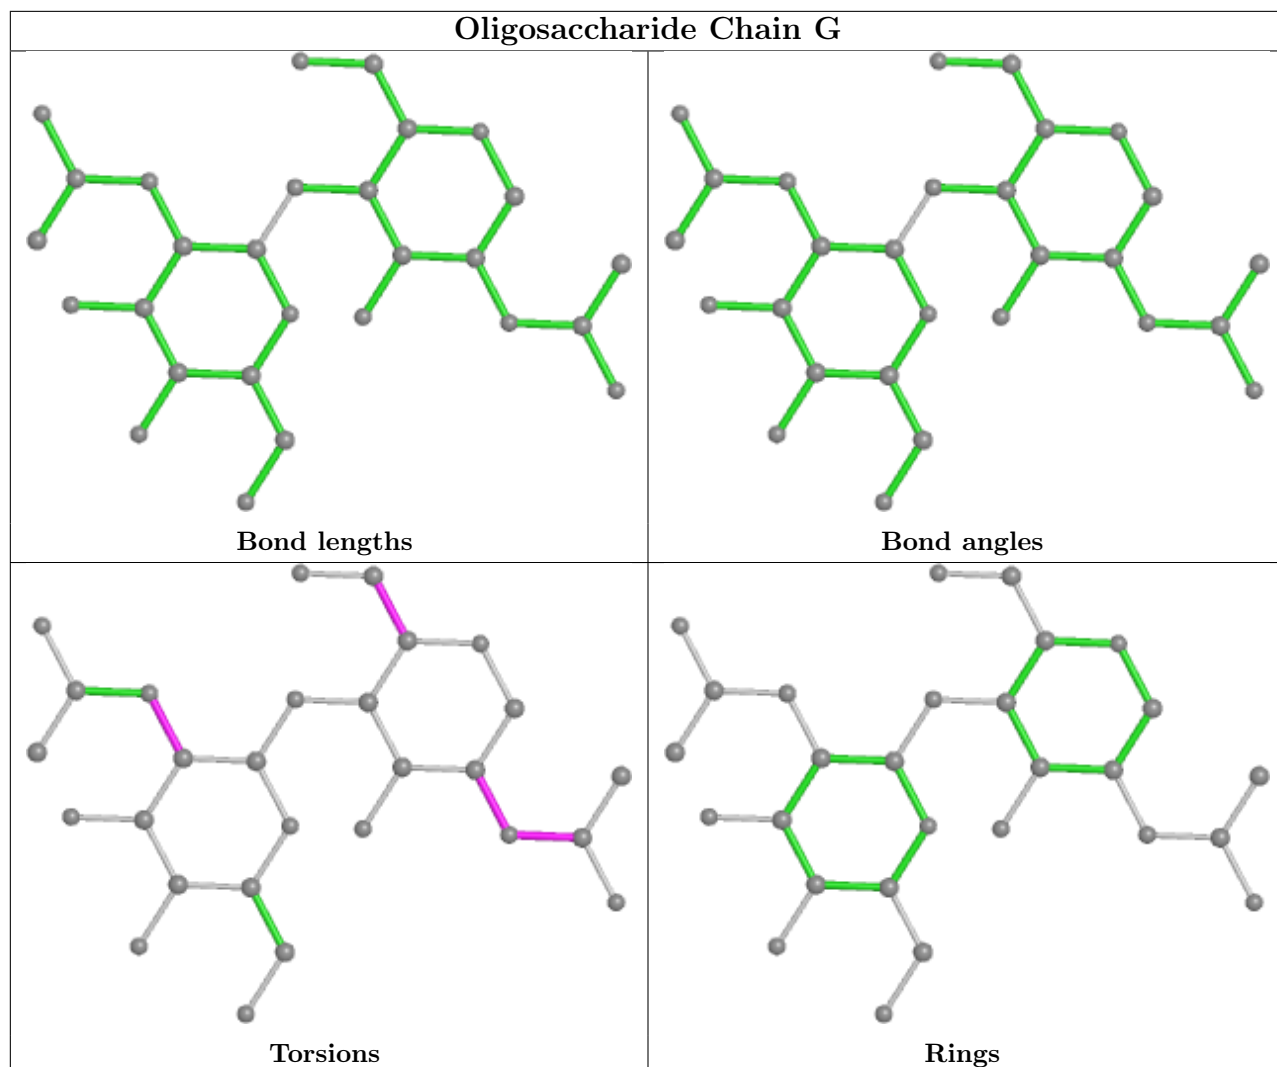 Oligosaccharide Chain G
Bond lengths
Bond angles
Torsions
Rings